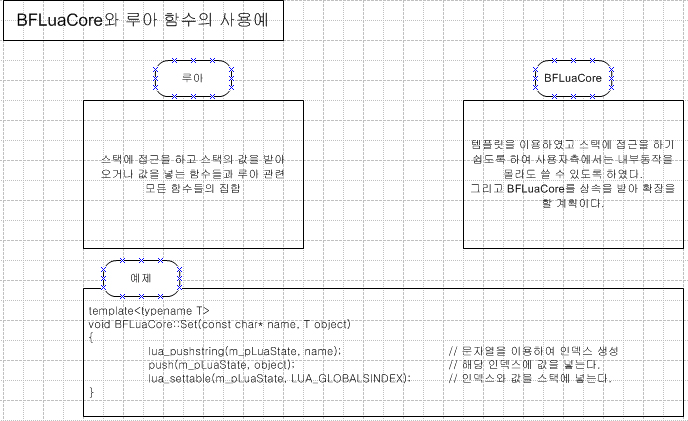 BFLuaCore와 루아 함수의 사용예
루아
BFLuaCore
스택에 접근을 하고 스택의 값을 받아
오거나 값을 넣는 함수들과 루아 관련
모든 함수들의 집합
템플릿을 이용하였고 스택에 접근을 하기
쉽도록 하여 사용자측에서는 내부동작을
몰라도 쓸 수 있도록 하였다.
그리고 BFLuaCore를 상속을 받아 확장을
할 계획이다.
예제
template<typename T>
void BFLuaCore::Set(const char* name, T object)
{
lua_pushstring(m_pLuaState, name); // 문자열을 이용하여 인덱스 생성
push(m_pLuaState, object); // 해당 인덱스에 값을 넣는다.
lua_settable(m_pLuaState, LUA_GLOBALSINDEX); // 인덱스와 값을 스택에 넣는다.
}